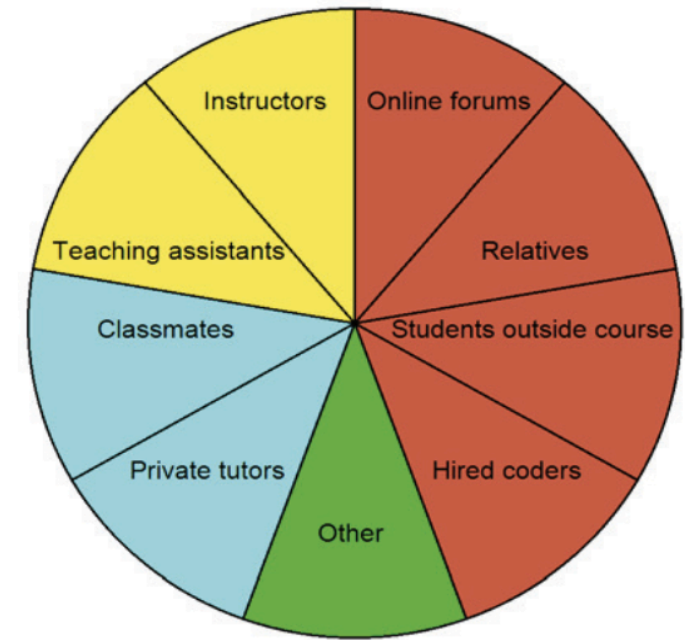 Instructors
Online forums
Teaching assistants
Relatives
Classmates
Students outside course
Private tutors
Hired coders
Other